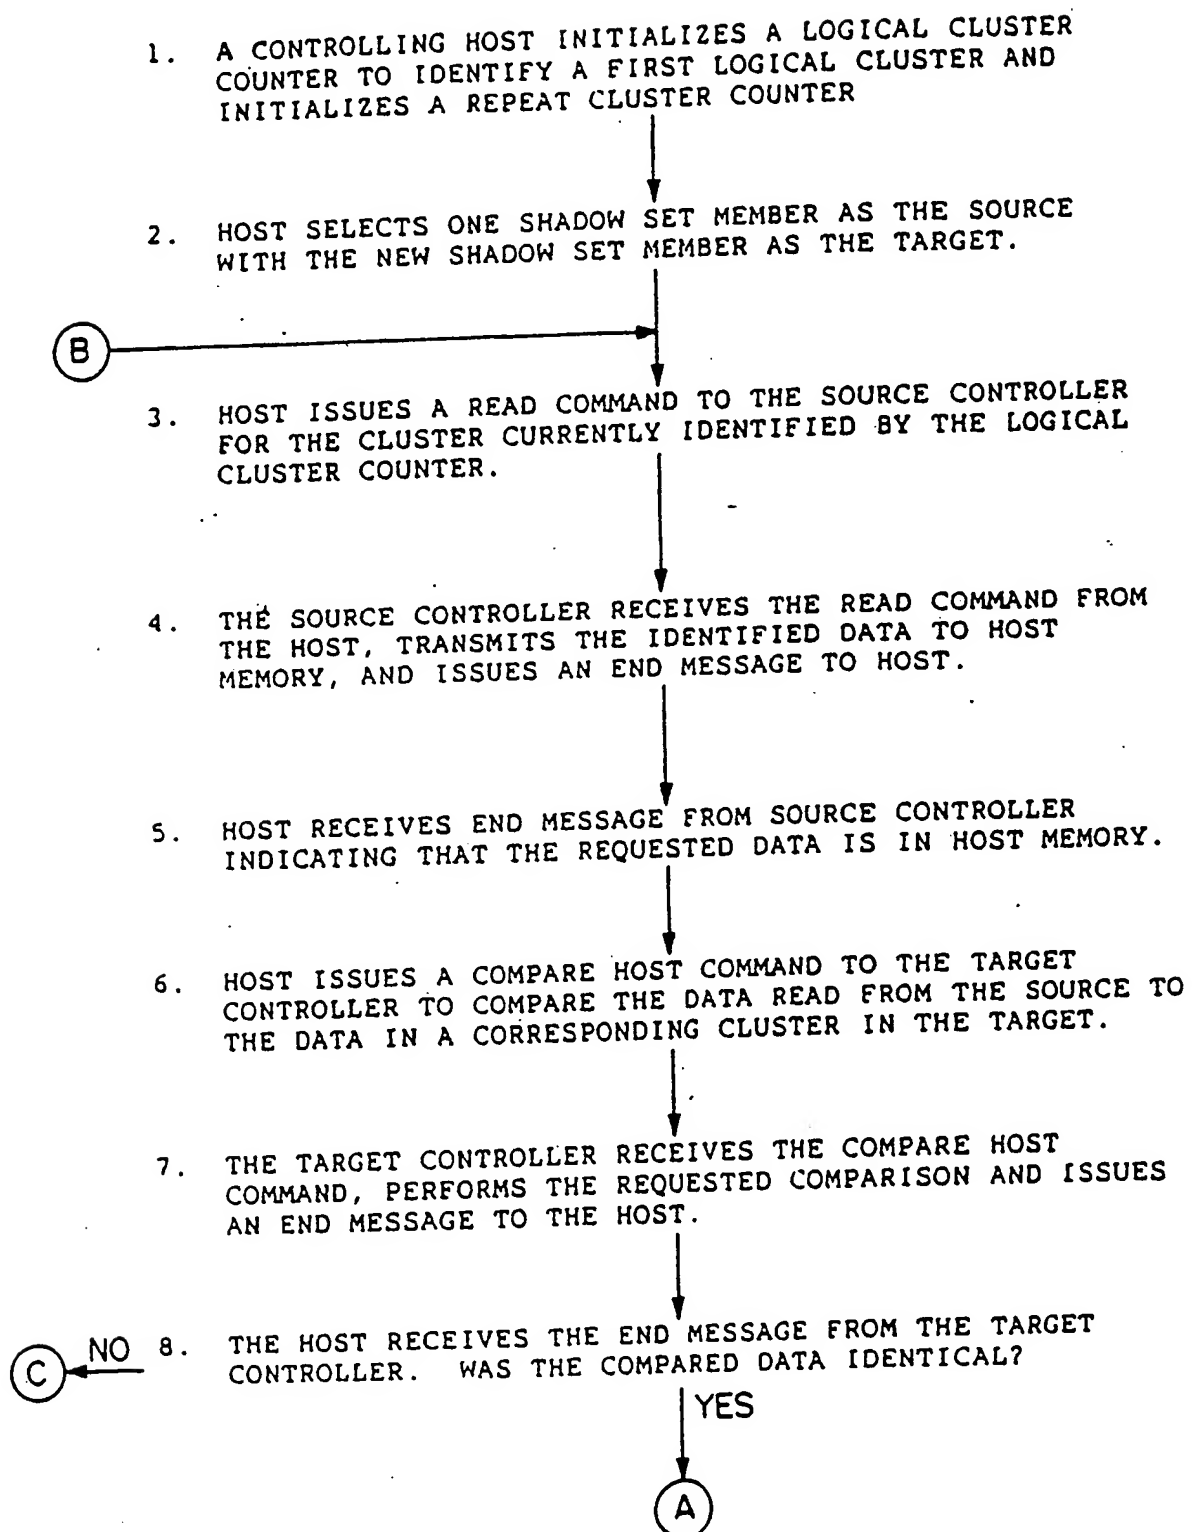 1. A CONTROLLING HOST INITIALIZES A LOGICAL CLUSTER
COUNTER TO IDENTIFY A FIRST LOGICAL CLUSTER AND
INITIALIZES A REPEAT CLUSTER COUNTER
2. HOST SELECTS ONE SHADOW SET MEMBER AS THE SOURCE
WITH THE NEW SHADOW SET MEMBER AS THE TARGET.
B
3. HOST ISSUES A READ COMMAND TO THE SOURCE CONTROLLER
FOR THE CLUSTER CURRENTLY IDENTIFIED BY THE LOGICAL
CLUSTER COUNTER.
4. THE SOURCE CONTROLLER RECEIVES THE READ COMMAND FROM
THE HOST, TRANSMITS THE IDENTIFIED DATA TO HOST
MEMORY, AND ISSUES AN END MESSAGE TO HOST.
5. HOST RECEIVES END MESSAGE FROM SOURCE CONTROLLER
INDICATING THAT THE REQUESTED DATA IS IN HOST MEMORY.
6. HOST ISSUES A COMPARE HOST COMMAND TO THE TARGET
CONTROLLER TO COMPARE THE DATA READ FROM THE SOURCE TO
THE DATA IN A CORRESPONDING CLUSTER IN THE TARGET.
7. THE TARGET CONTROLLER RECEIVES THE COMPARE HOST
COMMAND, PERFORMS THE REQUESTED COMPARISON AND ISSUES
AN END MESSAGE TO THE HOST.
C NO 8. THE HOST RECEIVES THE END MESSAGE FROM THE TARGET
CONTROLLER. WAS THE COMPARED DATA IDENTICAL?
YES
A